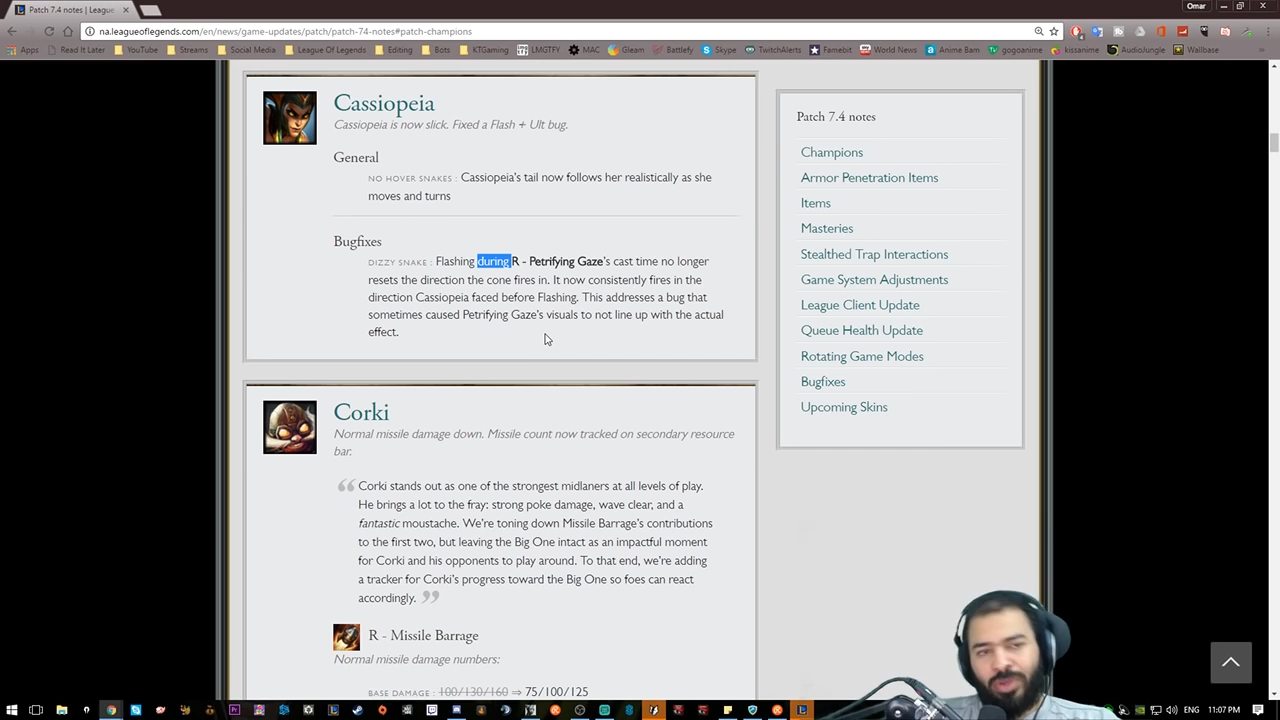 Patch 7.4 notes | League
Omar
na.leagueoflegends.com/en/news/game-updates/patch/patch-74-notes#patch-champions
Apps Read It Later YouTube Streams Social Media League Of Legends Editing Bots KTGaming LMGTFY MAC Gleam Battlefy Skype TwitchAlerts Famebit World News Anime Bam gogoanime kissanime AudioJungle Wallbase
Cassiopeia
Cassiopeia is now slick. Fixed a Flash + Ult bug.
General
NO HOVER SNAKES : Cassiopeia's tail now follows her realistically as she
moves and turns
Bugfixes
DIZZY SNAKE : Flashing during R - Petrifying Gaze's cast time no longer
resets the direction the cone fires in. It now consistently fires in the
direction Cassiopeia faced before Flashing. This addresses a bug that
sometimes caused Petrifying Gaze's visuals to not line up with the actual
effect.
Corki
Normal missile damage down. Missile count now tracked on secondary resource
bar.
“ Corki stands out as one of the strongest midlaners at all levels of play.
He brings a lot to the fray: strong poke damage, wave clear, and a
fantastic moustache. We're toning down Missile Barrage's contributions
to the first two, but leaving the Big One intact as an impactful moment
for Corki and his opponents to play around. To that end, we're adding
a tracker for Corki's progress toward the Big One so foes can react
accordingly. ”
R - Missile Barrage
Normal missile damage numbers:
BASE DAMAGE : 100/130/160 ⇒ 75/100/125
Patch 7.4 notes
Champions
Armor Penetration Items
Items
Masteries
Stealthed Trap Interactions
Game System Adjustments
League Client Update
Queue Health Update
Rotating Game Modes
Bugfixes
Upcoming Skins
ENG 11:07 PM